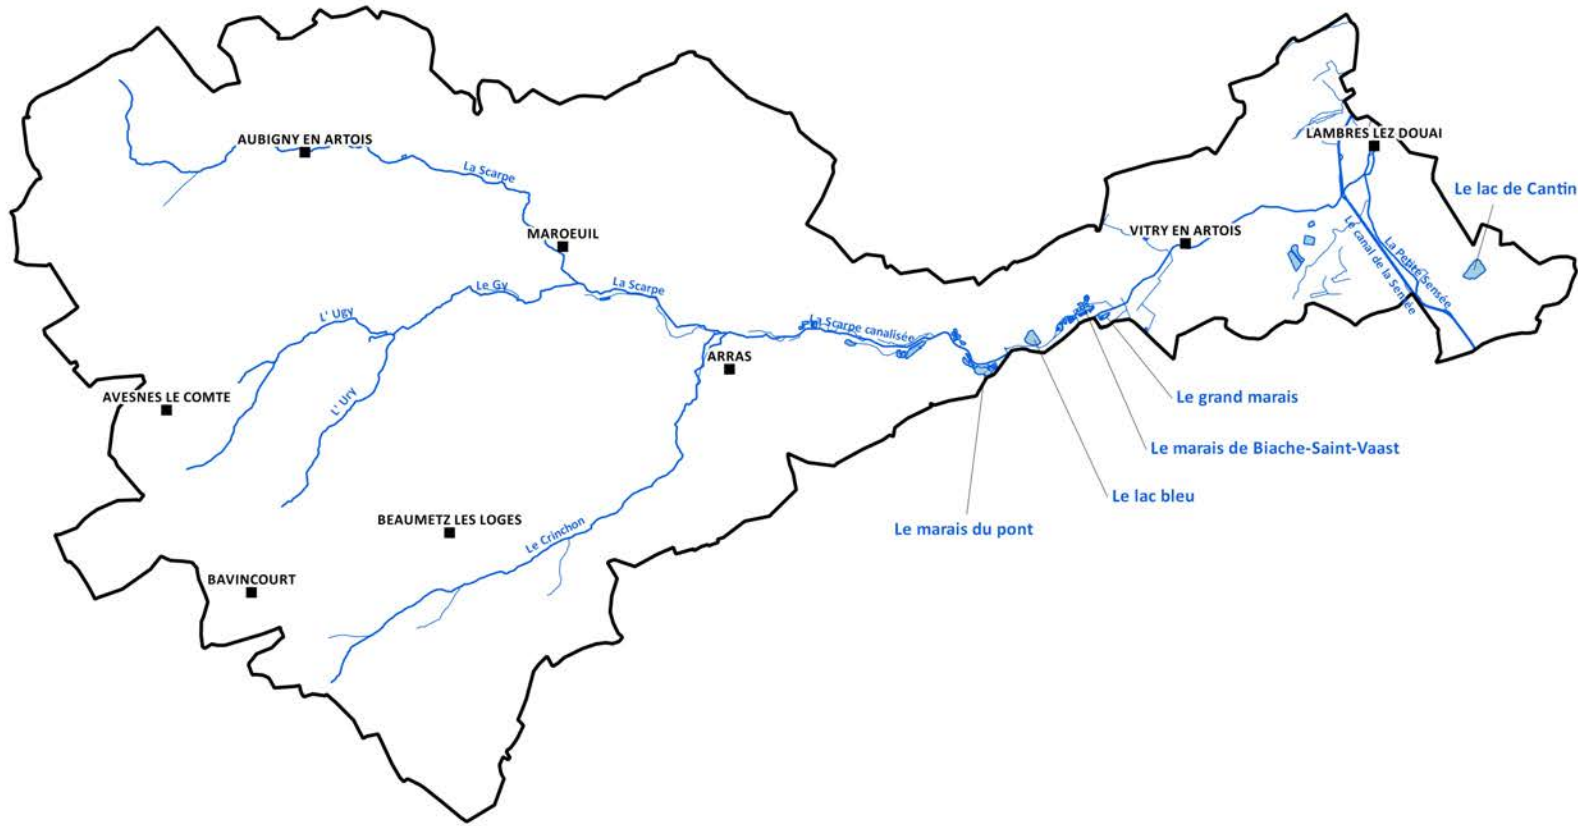 AUBIGNY EN ARTOIS
LAMBRES LEZ DOUAI
La Scarpe
Le lac de Cantin
MAROEUIL
VITRY EN ARTOIS
Le canal de la Sensée
La Petite Sensée
Le Gy
La Scarpe
L' Ugy
La Scarpe canalisée
ARRAS
AVESNES LE COMTE
L' Ury
Le grand marais
Le marais de Biache-Saint-Vaast
Le lac bleu
BEAUMETZ LES LOGES
Le Crinchon
Le marais du pont
BAVINCOURT